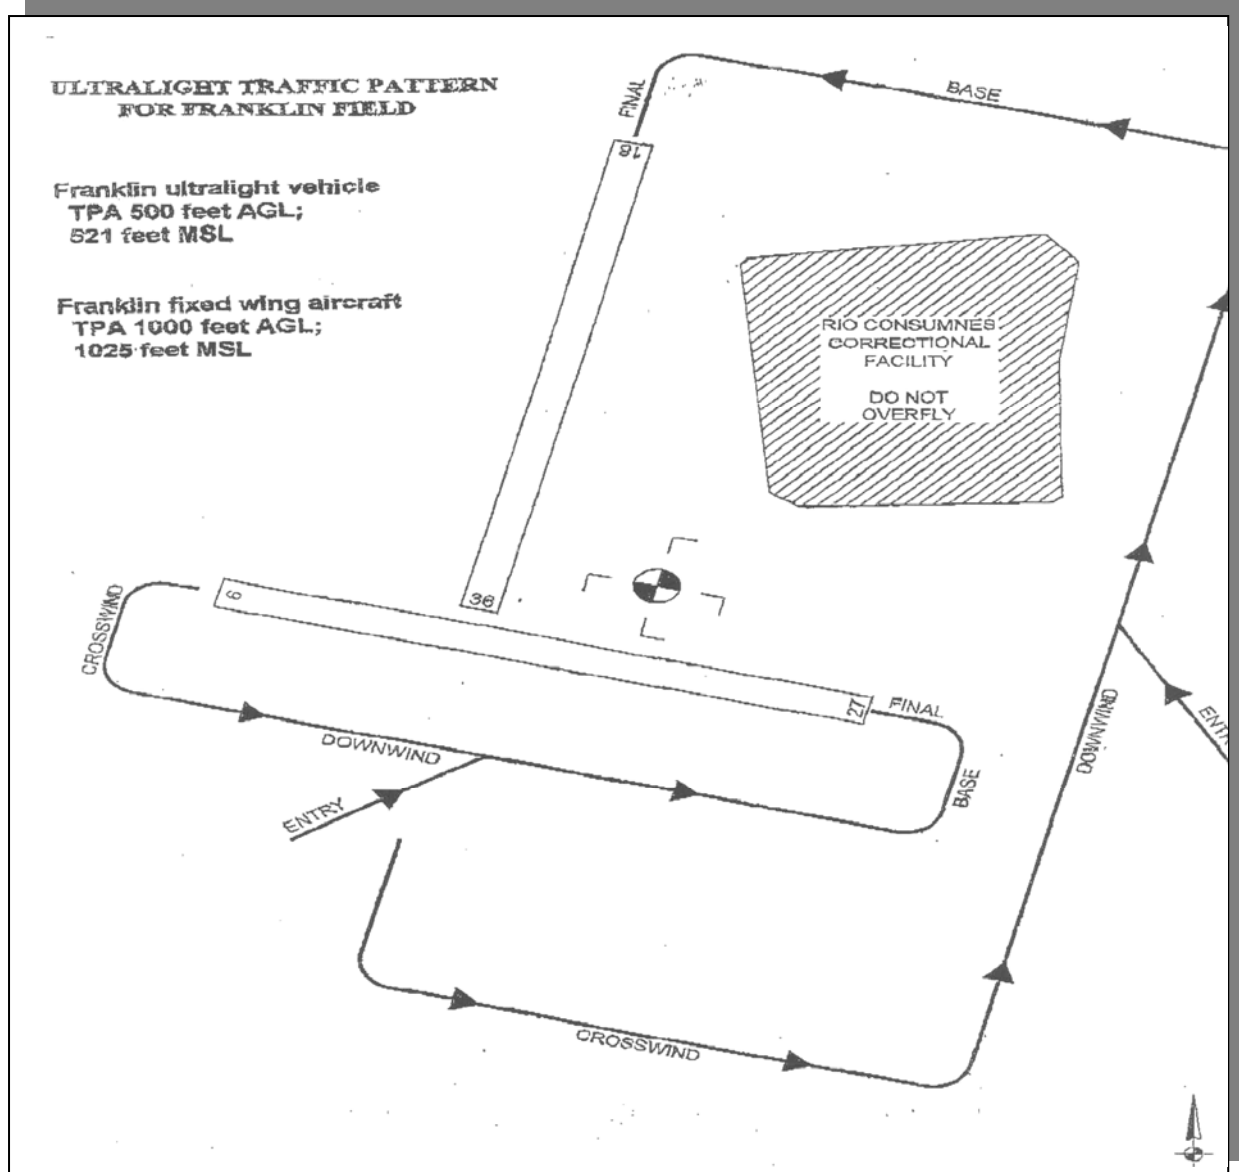 ULTRALIGHT TRAFFIC PATTERN
FOR FRANKLIN FIELD
Franklin ultralight vehicle
TPA 500 feet AGL;
521 feet MSL
Franklin fixed wing aircraft
TPA 1000 feet AGL;
1025 feet MSL
FINAL
BASE
18
RIO CONSUMNES
CORRECTIONAL
FACILITY
DO NOT
OVERFLY
36
9
CROSSWIND
27
FINAL
BASE
DOWNWIND
ENTRY
DOWNWIND
ENTR
CROSSWIND